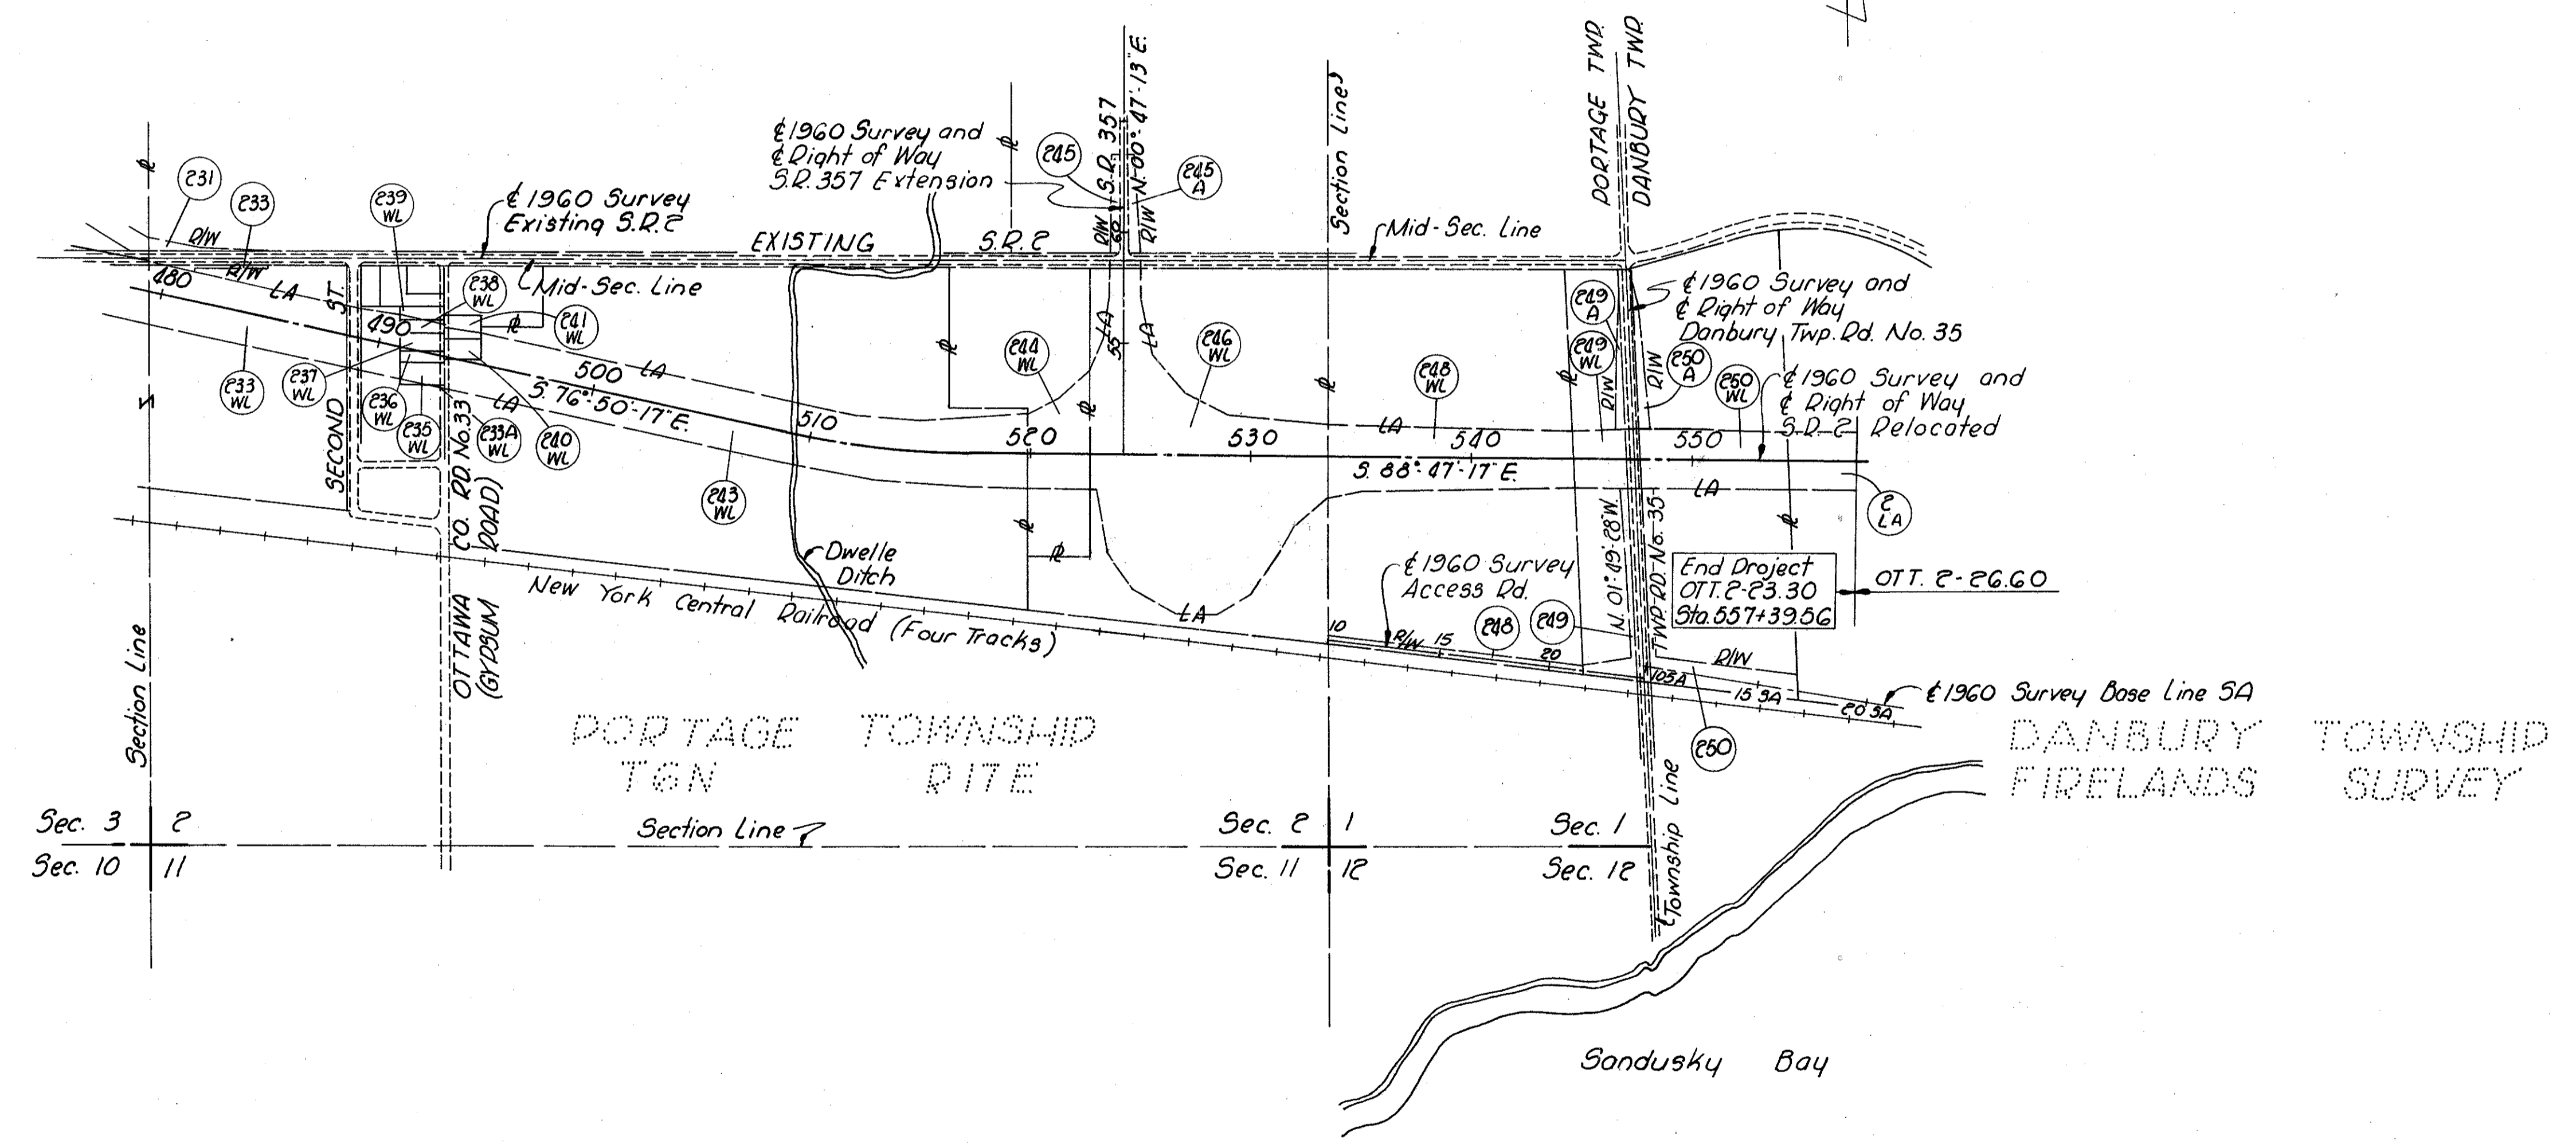 PORTAGE TWP.
DANBURY TWP.
℄ 1960 Survey and
℄ Right of Way
S.R. 357 Extension
S.R. 357
N.-00°-47'-13"E.
R/W
60
R/W
245
245
A
Section Line
231
233
239
WL
℄ 1960 Survey
Existing S.R. 2
R/W
EXISTING
S.R. 2
Mid-Sec. Line
480
R/W
LA
ST.
SECOND
490
238
WL
Mid-Sec. Line
241
WL
233
WL
237
WL
236
WL
235
WL
233A
WL
240
WL
500
LA
S. 76°-50'-17"E.
LA
510
243
WL
LA
55
LA
244
WL
246
WL
248
WL
249
A
249
WL
R/W
R/W
250
A
250
WL
℄ 1960 Survey and
℄ Right of Way
Danbury Twp. Rd. No. 35
℄ 1960 Survey and
℄ Right of Way
S.R. 2 Relocated
520
530
LA
540
550
S. 88°-47'-17"E.
LA
2
LA
CO. RD. No. 33
ROAD)
OTTAWA
(GYPSUM
Dwelle
Ditch
New York Central Railroad (Four Tracks)
LA
℄ 1960 Survey
Access Rd.
10
R/W
15
20
248
249
N. 01°-49'-28"W.
TWP. RD. No. 35
End Project
OTT. 2-23.30
Sta. 557+39.56
OTT. 2-26.60
R/W
10SA
15 SA
20 SA
℄ 1960 Survey Base Line SA
250
Section Line
PORTAGE TOWNSHIP
T6N R17E
DANBURY TOWNSHIP
FIRELANDS SURVEY
Sec. 3 2
Sec. 10 11
Section Line
Sec. 2 1
Sec. 11 12
Sec. 1
Sec. 12
Township Line
Sandusky Bay